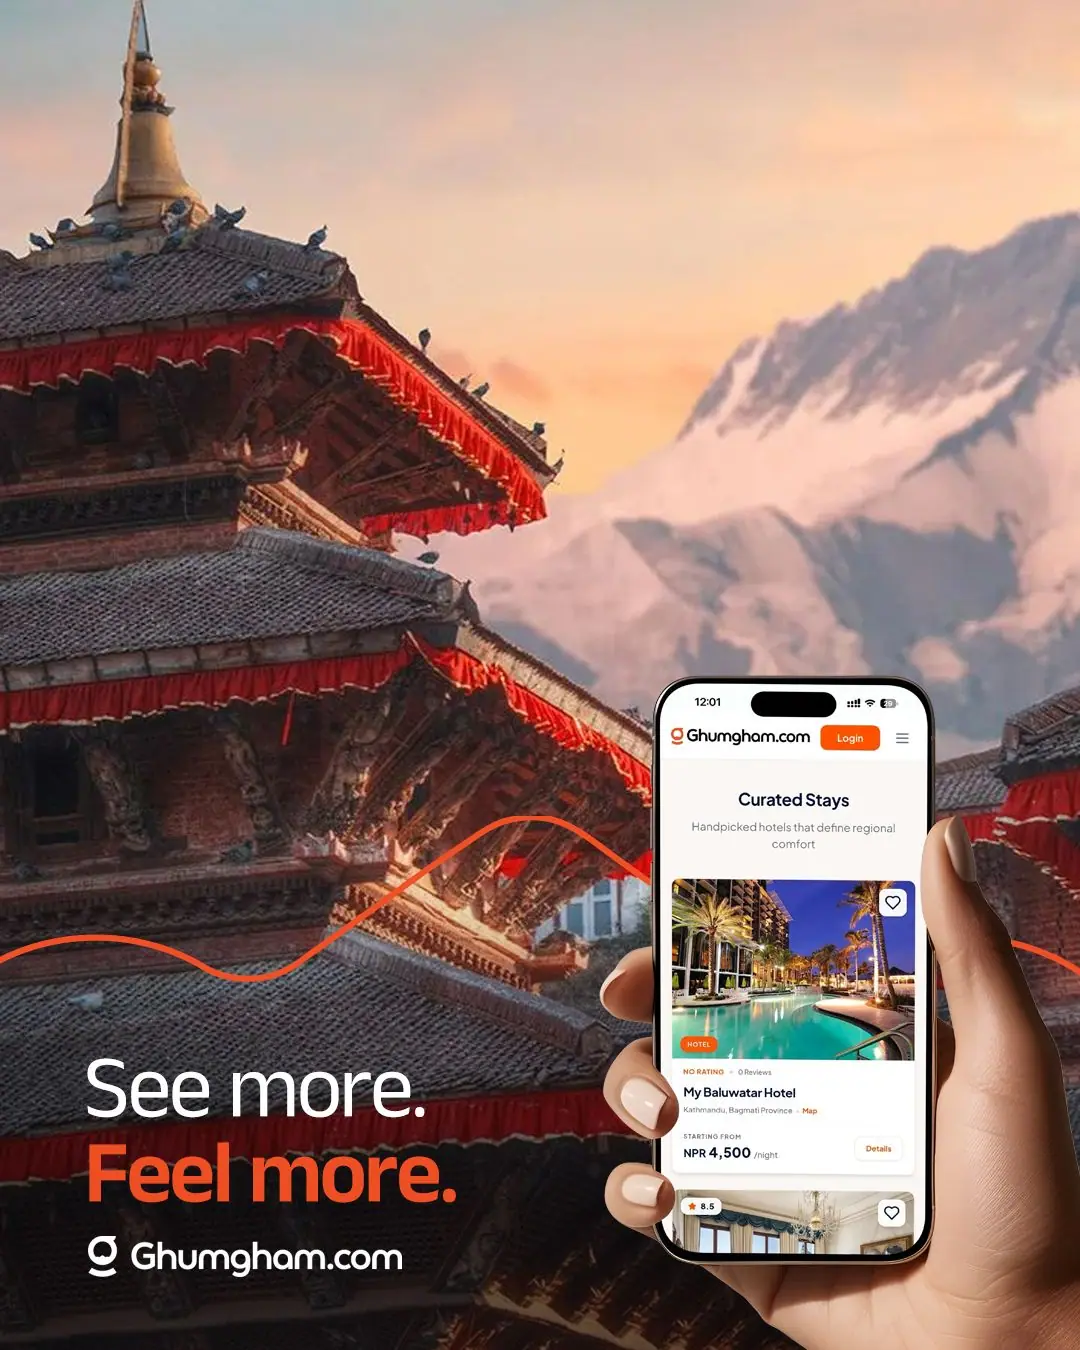 12:01
29
Ghumgham.com
Login
Curated Stays
Handpicked hotels that define regional
comfort
HOTEL
NO RATING • 0 Reviews
My Baluwatar Hotel
Kathmandu, Bagmati Province • Map
STARTING FROM
NPR 4,500 /night
Details
8.5
See more.
Feel more.
Ghumgham.com